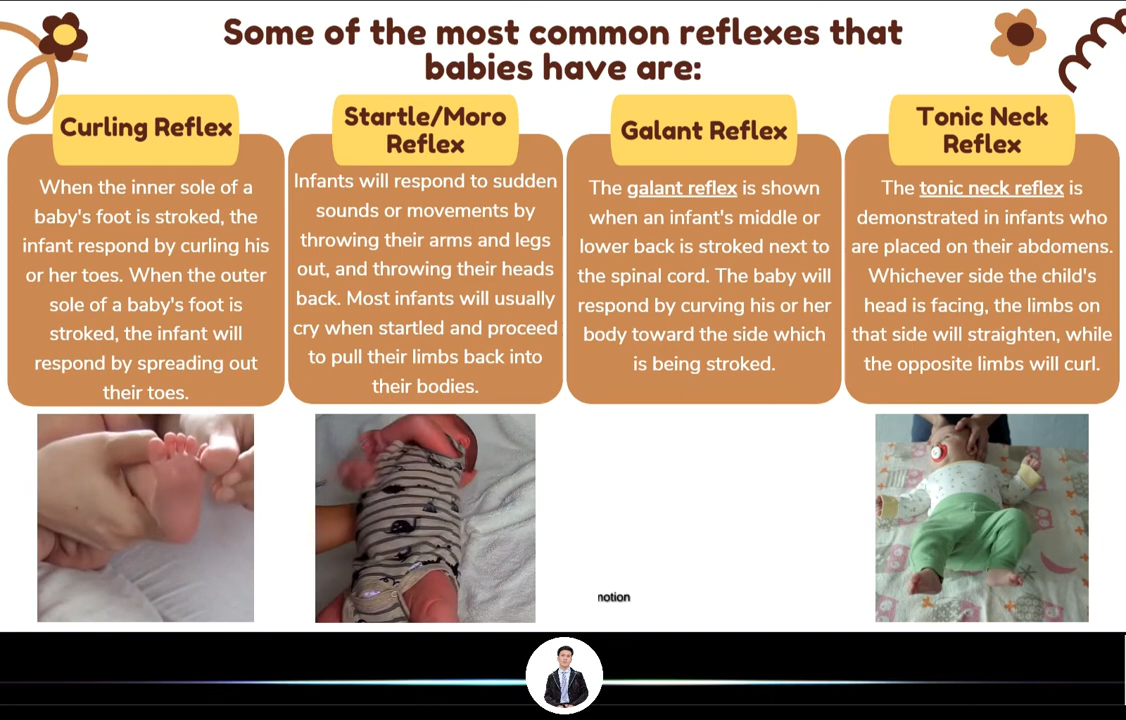 Some of the most common reflexes that
babies have are:
Curling Reflex
When the inner sole of a
baby's foot is stroked, the
infant respond by curling his
or her toes. When the outer
sole of a baby's foot is
stroked, the infant will
respond by spreading out
their toes.
Startle/Moro
Reflex
Infants will respond to sudden
sounds or movements by
throwing their arms and legs
out, and throwing their heads
back. Most infants will usually
cry when startled and proceed
to pull their limbs back into
their bodies.
Galant Reflex
The galant reflex is shown
when an infant's middle or
lower back is stroked next to
the spinal cord. The baby will
respond by curving his or her
body toward the side which
is being stroked.
Tonic Neck
Reflex
The tonic neck reflex is
demonstrated in infants who
are placed on their abdomens.
Whichever side the child's
head is facing, the limbs on
that side will straighten, while
the opposite limbs will curl.